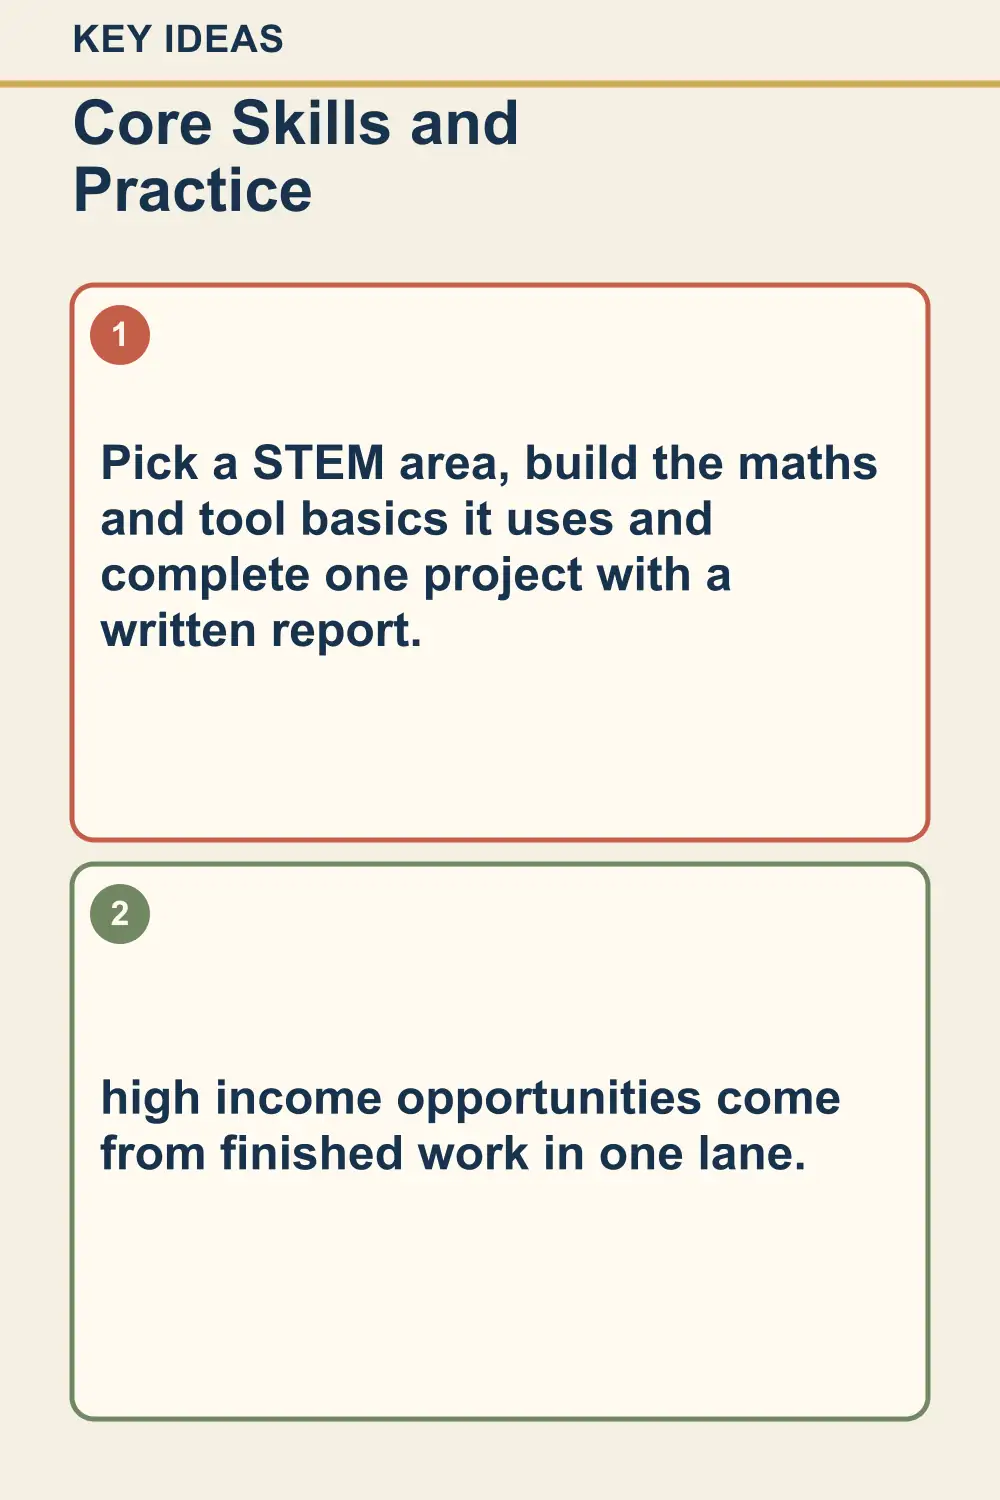 KEY IDEAS
Core Skills and
Practice
1
Pick a STEM area, build the maths
and tool basics it uses and
complete one project with a
written report.
2
high income opportunities come
from finished work in one lane.